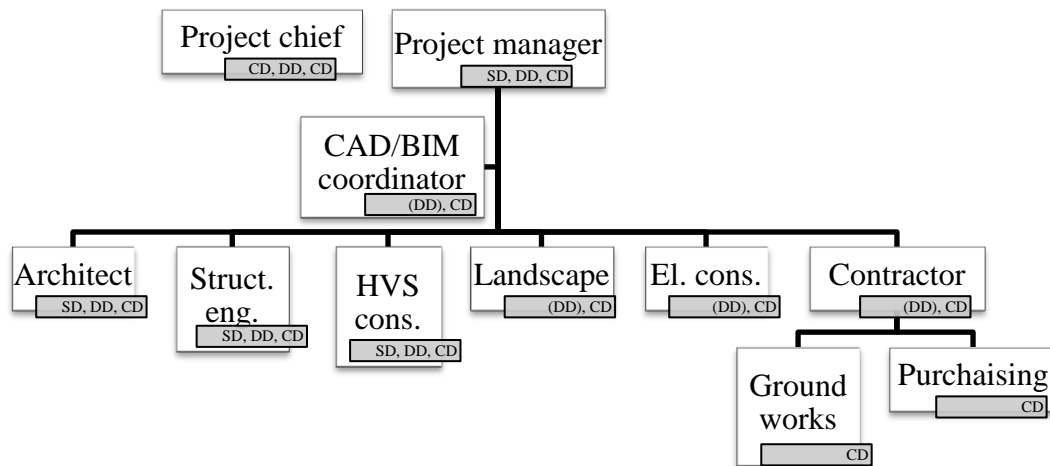 Project chief
CD, DD, CD
Project manager
SD, DD, CD
CAD/BIM
coordinator
(DD), CD
Architect
SD, DD, CD
Struct.
eng.
SD, DD, CD
HVS
cons.
SD, DD, CD
Landscape
(DD), CD
El. cons.
(DD), CD
Contractor
(DD), CD
Ground
works
CD
Purchaising
CD